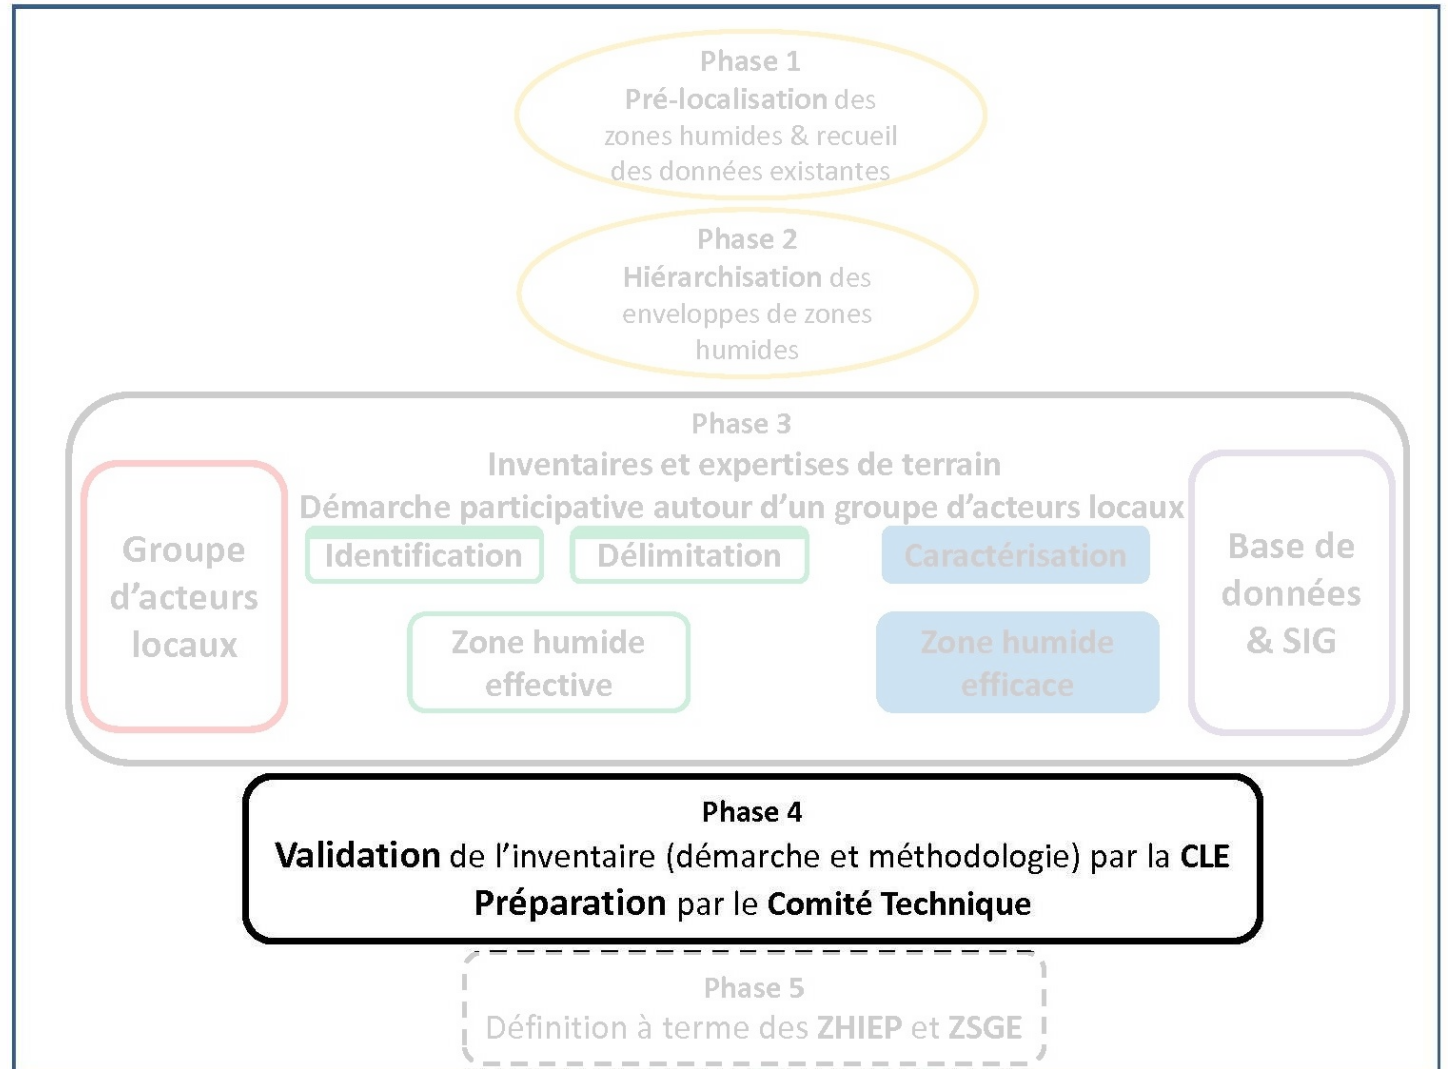 Phase 1
Pré-localisation des
zones humides & recueil
des données existantes
Phase 2
Hiérarchisation des
enveloppes de zones
humides
Phase 3
Inventaires et expertises de terrain
Démarche participative autour d’un groupe d’acteurs locaux
Groupe
d’acteurs
locaux
Identification
Délimitation
Caractérisation
Zone humide
effective
Zone humide
efficace
Base de
données
& SIG
Phase 4
Validation de l’inventaire (démarche et méthodologie) par la CLE
Préparation par le Comité Technique
Phase 5
Définition à terme des ZHIEP et ZSGE